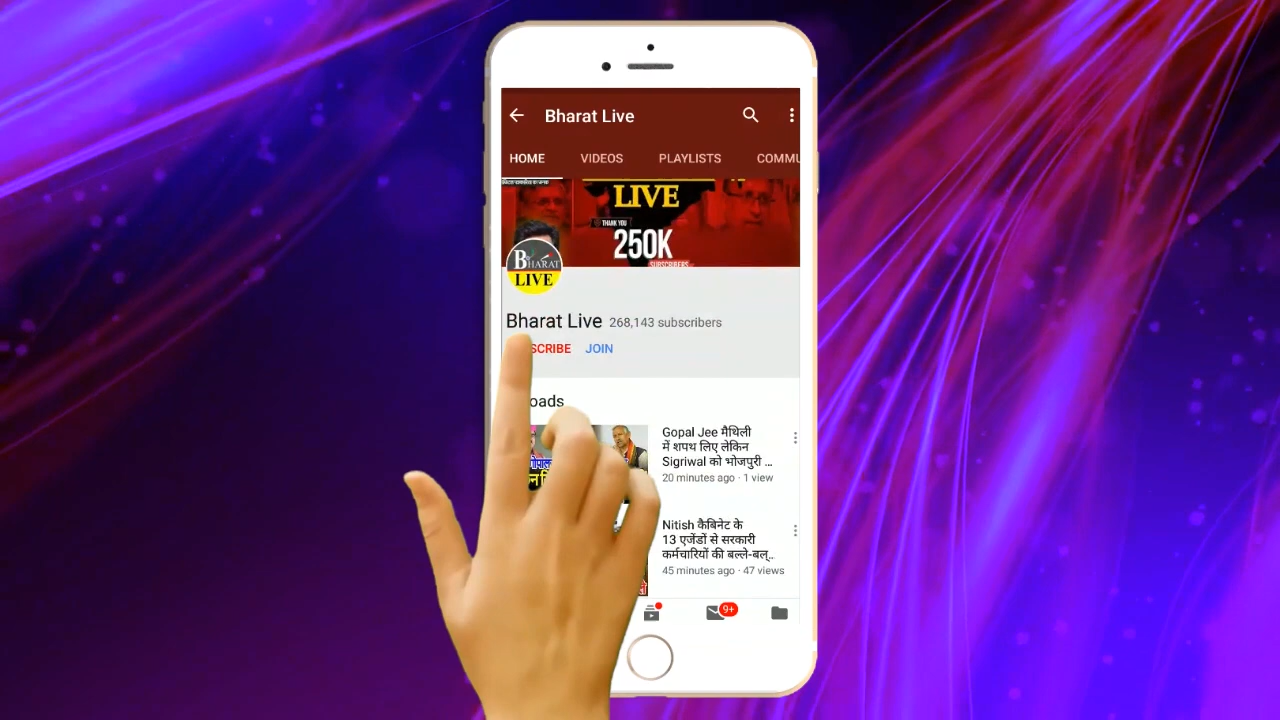 Bharat Live
HOME VIDEOS PLAYLISTS COMMU
LIVE
THANK YOU
250K
SUBSCRIBERS
BHARAT
LIVE
Bharat Live 268,143 subscribers
SCRIBE JOIN
oads
Gopal Jee मैथिली
में शपथ लिए लेकिन
Sigriwal को भोजपुरी ...
20 minutes ago · 1 view
Nitish कैबिनेट के
13 एजेंडों से सरकारी
कर्मचारियों की बल्ले-बल्..
45 minutes ago · 47 views
9+